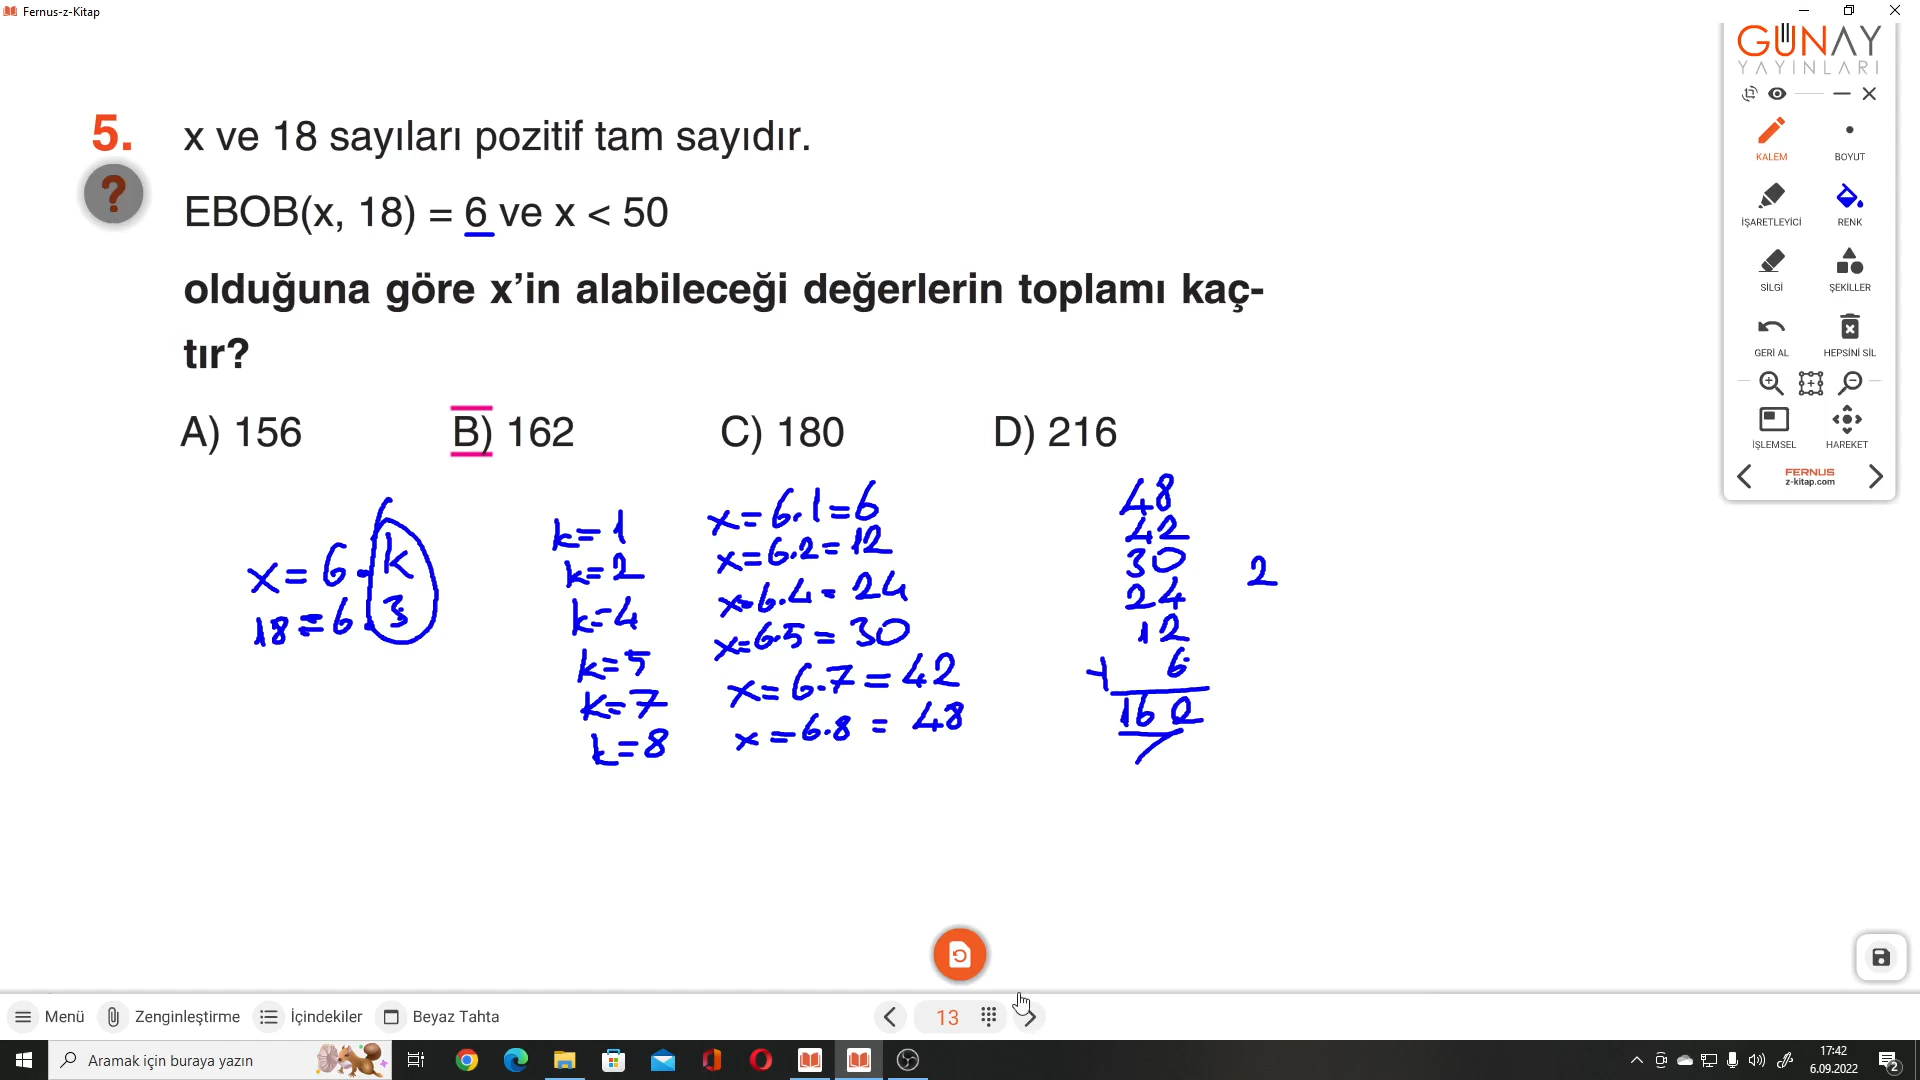 Fernus-z-Kitap
GÜNAY
YAYINLARI
5. x ve 18 sayıları pozitif tam sayıdır.
?
EBOB(x, 18) = 6 ve x < 50
olduğuna göre x'in alabileceği değerlerin toplamı kaç-
tır?
A) 156 B) 162 C) 180 D) 216
x = 6 . k
18 = 6 . 3
k = 1
k = 2
k = 4
k = 5
k = 7
k = 8
x = 6.1 = 6
x = 6.2 = 12
x = 6.4 = 24
x = 6.5 = 30
x = 6.7 = 42
x = 6.8 = 48
48
42
30
24
12
+ 6
162
2
KALEM BOYUT
İŞARETLEYİCİ RENK
SİLGİ ŞEKİLLER
GERİ AL HEPSİNİ SİL
İŞLEMSEL HAREKET
FERNUS
z-kitap.com
Menü Zenginleştirme İçindekiler Beyaz Tahta 13
Aramak için buraya yazın
17:42
6.09.2022
2